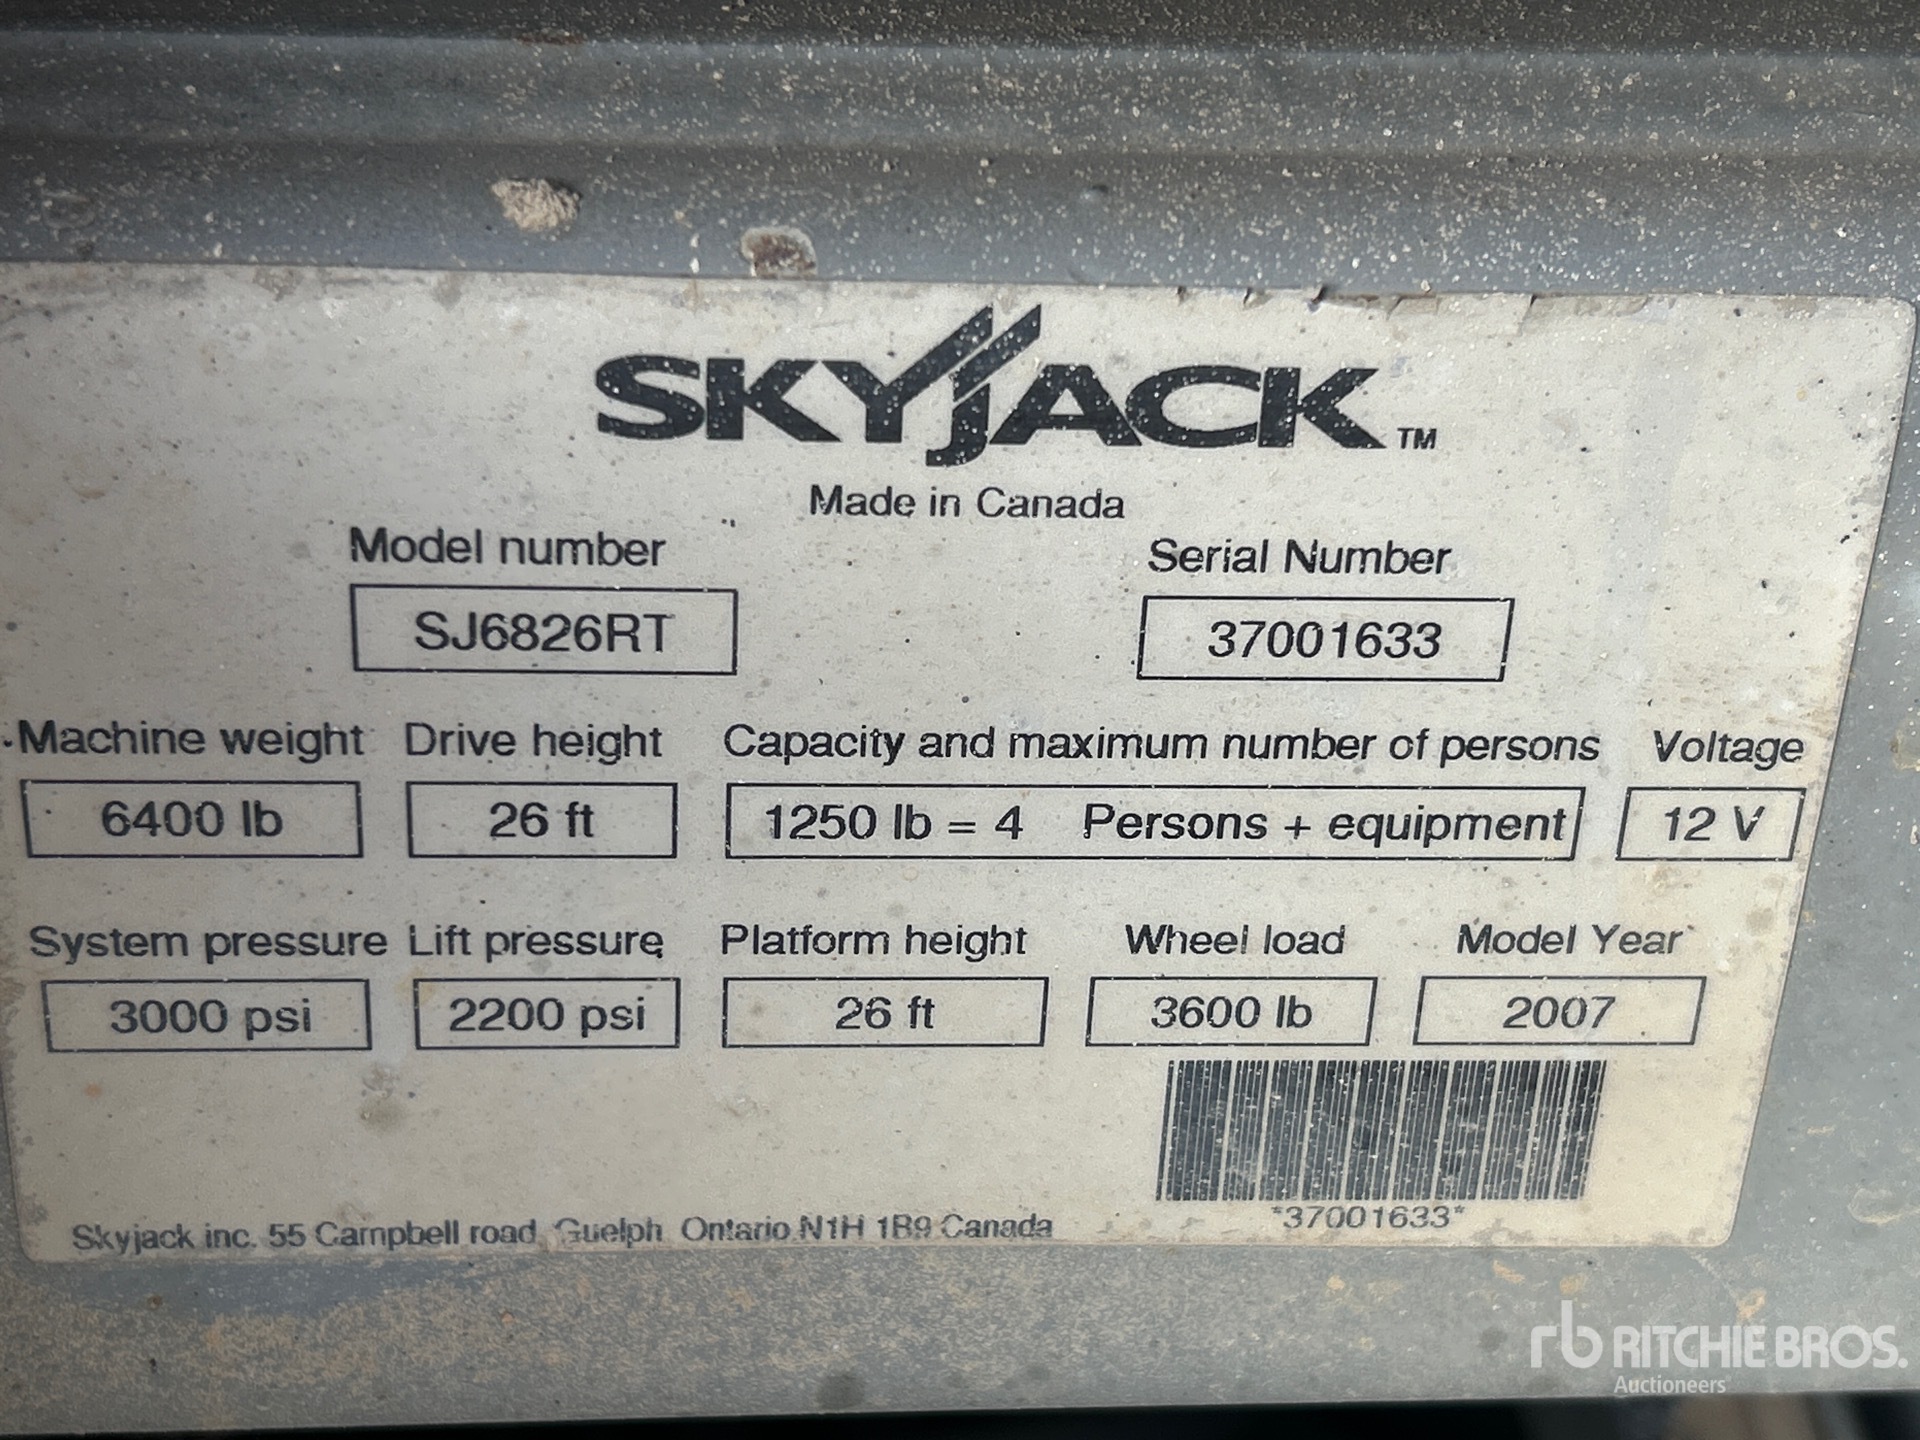 SKYJACK™
Made in Canada
Model number Serial Number
SJ6826RT 37001633
Machine weight Drive height Capacity and maximum number of persons Voltage
6400 lb 26 ft 1250 lb = 4 Persons + equipment 12 V
System pressure Lift pressure Platform height Wheel load Model Year
3000 psi 2200 psi 26 ft 3600 lb 2007
*37001633*
Skyjack inc. 55 Campbell road Guelph Ontario N1H 1B9 Canada
rb RITCHIE BROS.
Auctioneers